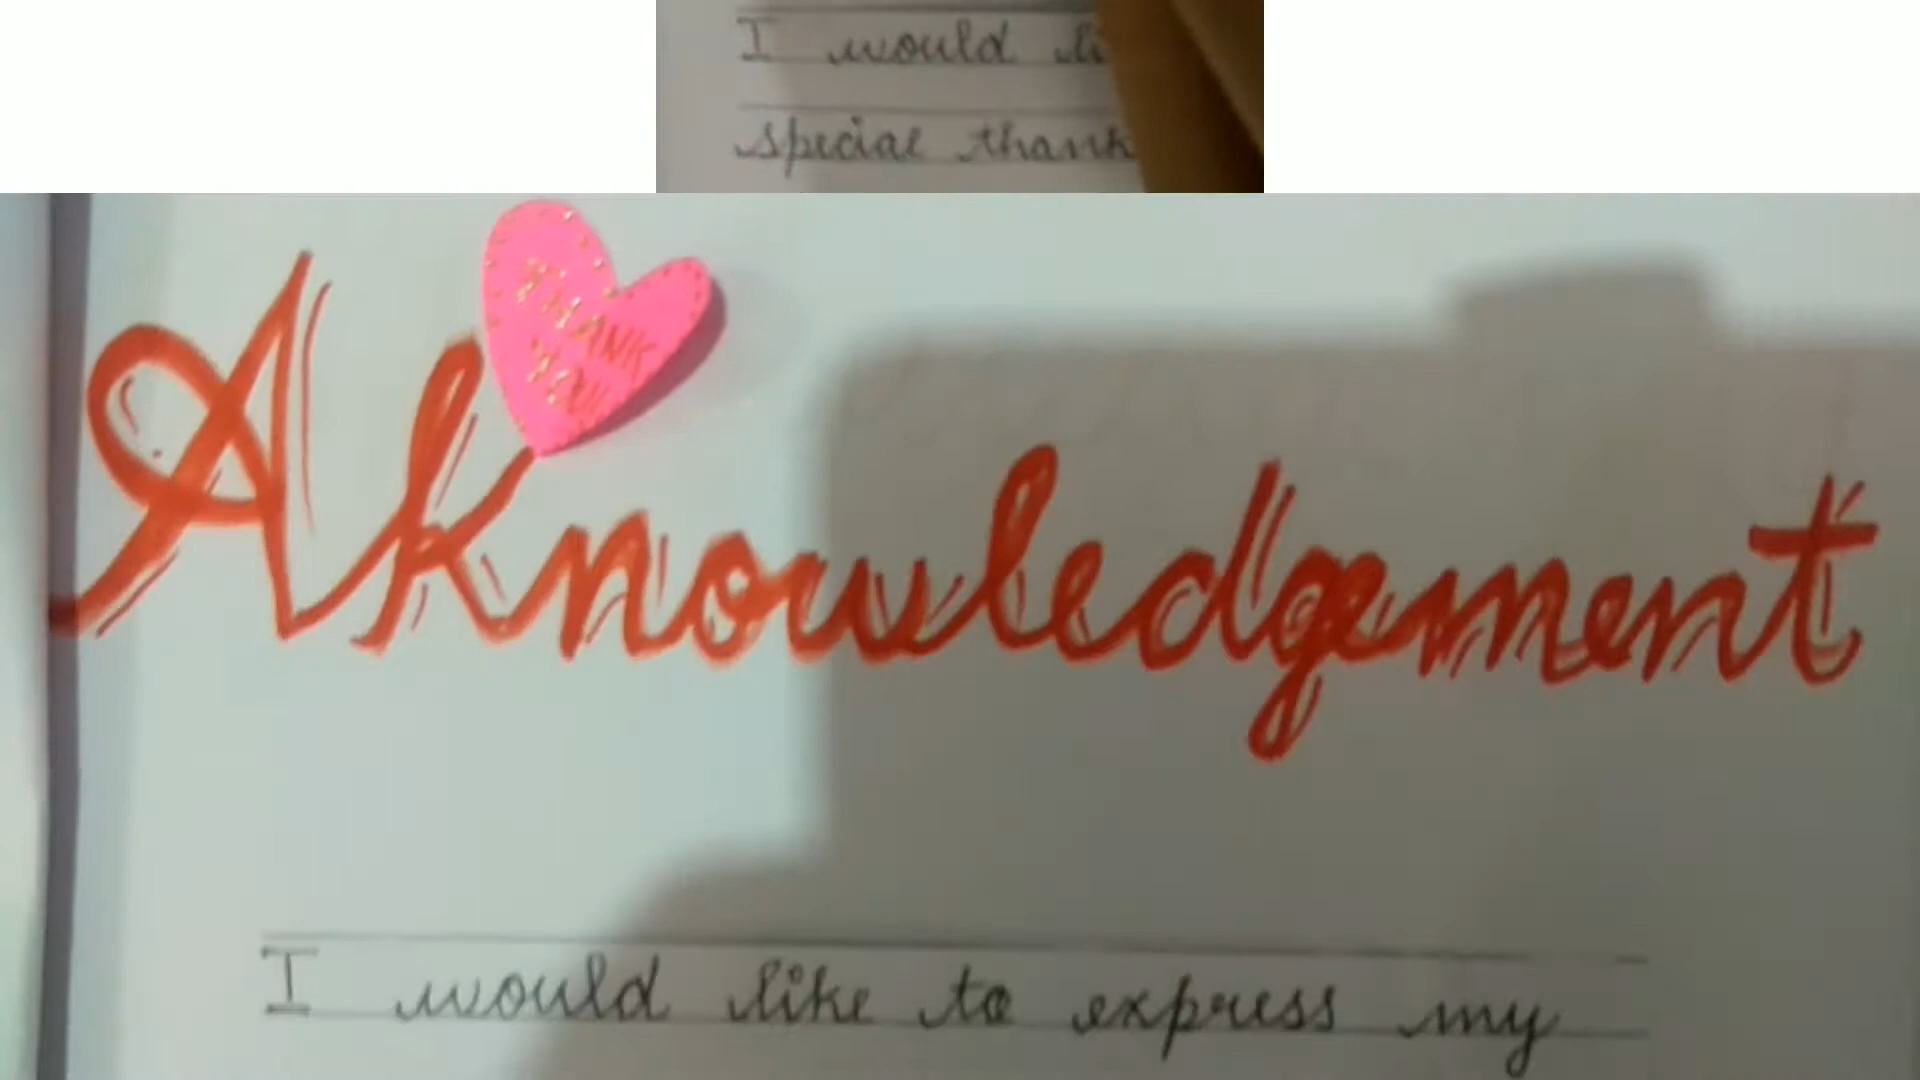 I would li
special thank
THANK
YOU
Aknowledgement
I would like to express my